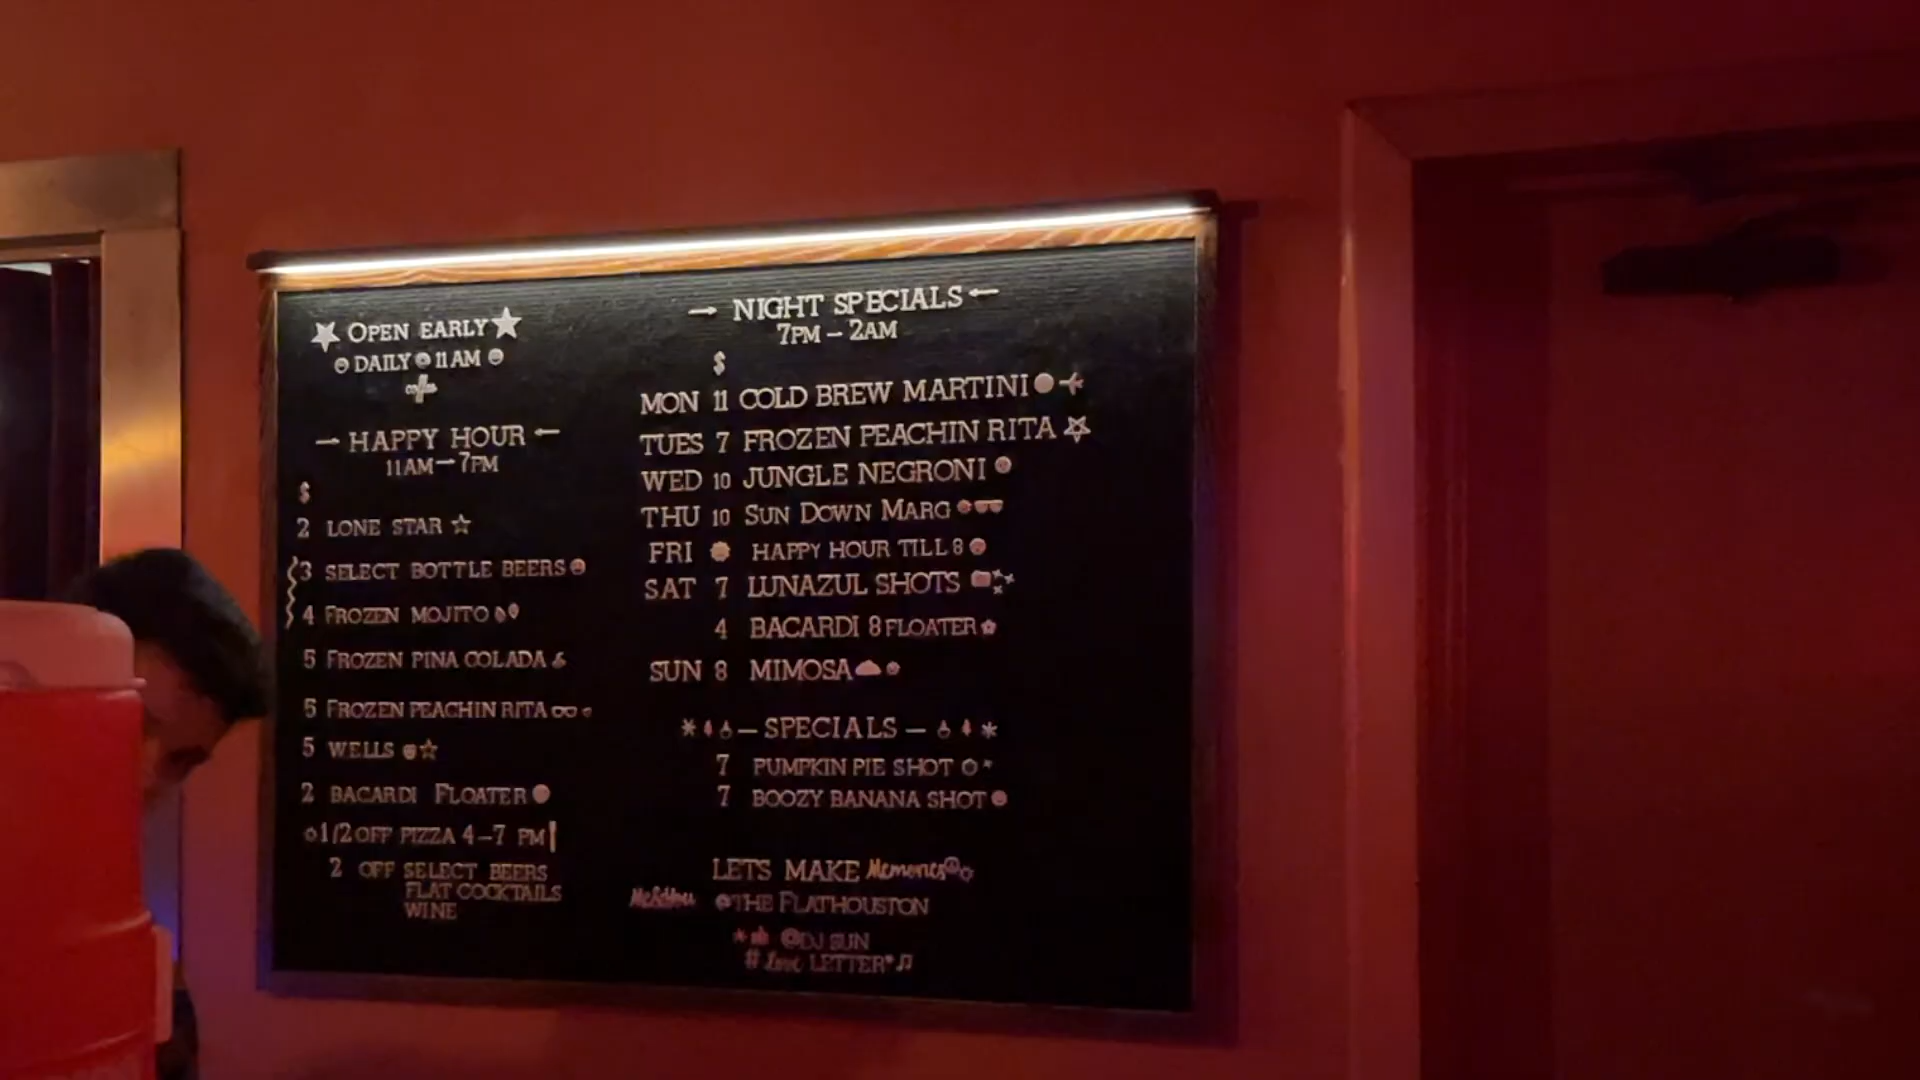 OPEN EARLY
DAILY @ 11AM
coffee
HAPPY HOUR
11AM-7PM
$
2 LONE STAR
3 SELECT BOTTLE BEERS
4 FROZEN MOJITO
5 FROZEN PINA COLADA
5 FROZEN PEACHIN RITA
5 WELLS
2 BACARDI FLOATER
1/2 OFF PIZZA 4-7 PM
2 OFF SELECT BEERS
FLAT COCKTAILS
WINE
NIGHT SPECIALS
7PM - 2AM
$
MON 11 COLD BREW MARTINI
TUES 7 FROZEN PEACHIN RITA
WED 10 JUNGLE NEGRONI
THU 10 SUN DOWN MARG
FRI HAPPY HOUR TILL 8
SAT 7 LUNAZUL SHOTS
4 BACARDI 8 FLOATER
SUN 8 MIMOSA
* - SPECIALS - *
7 PUMPKIN PIE SHOT
7 BOOZY BANANA SHOT
LETS MAKE Memories
Me&You @THE FLATHOUSTON
@DJ SUN
# Love LETTER